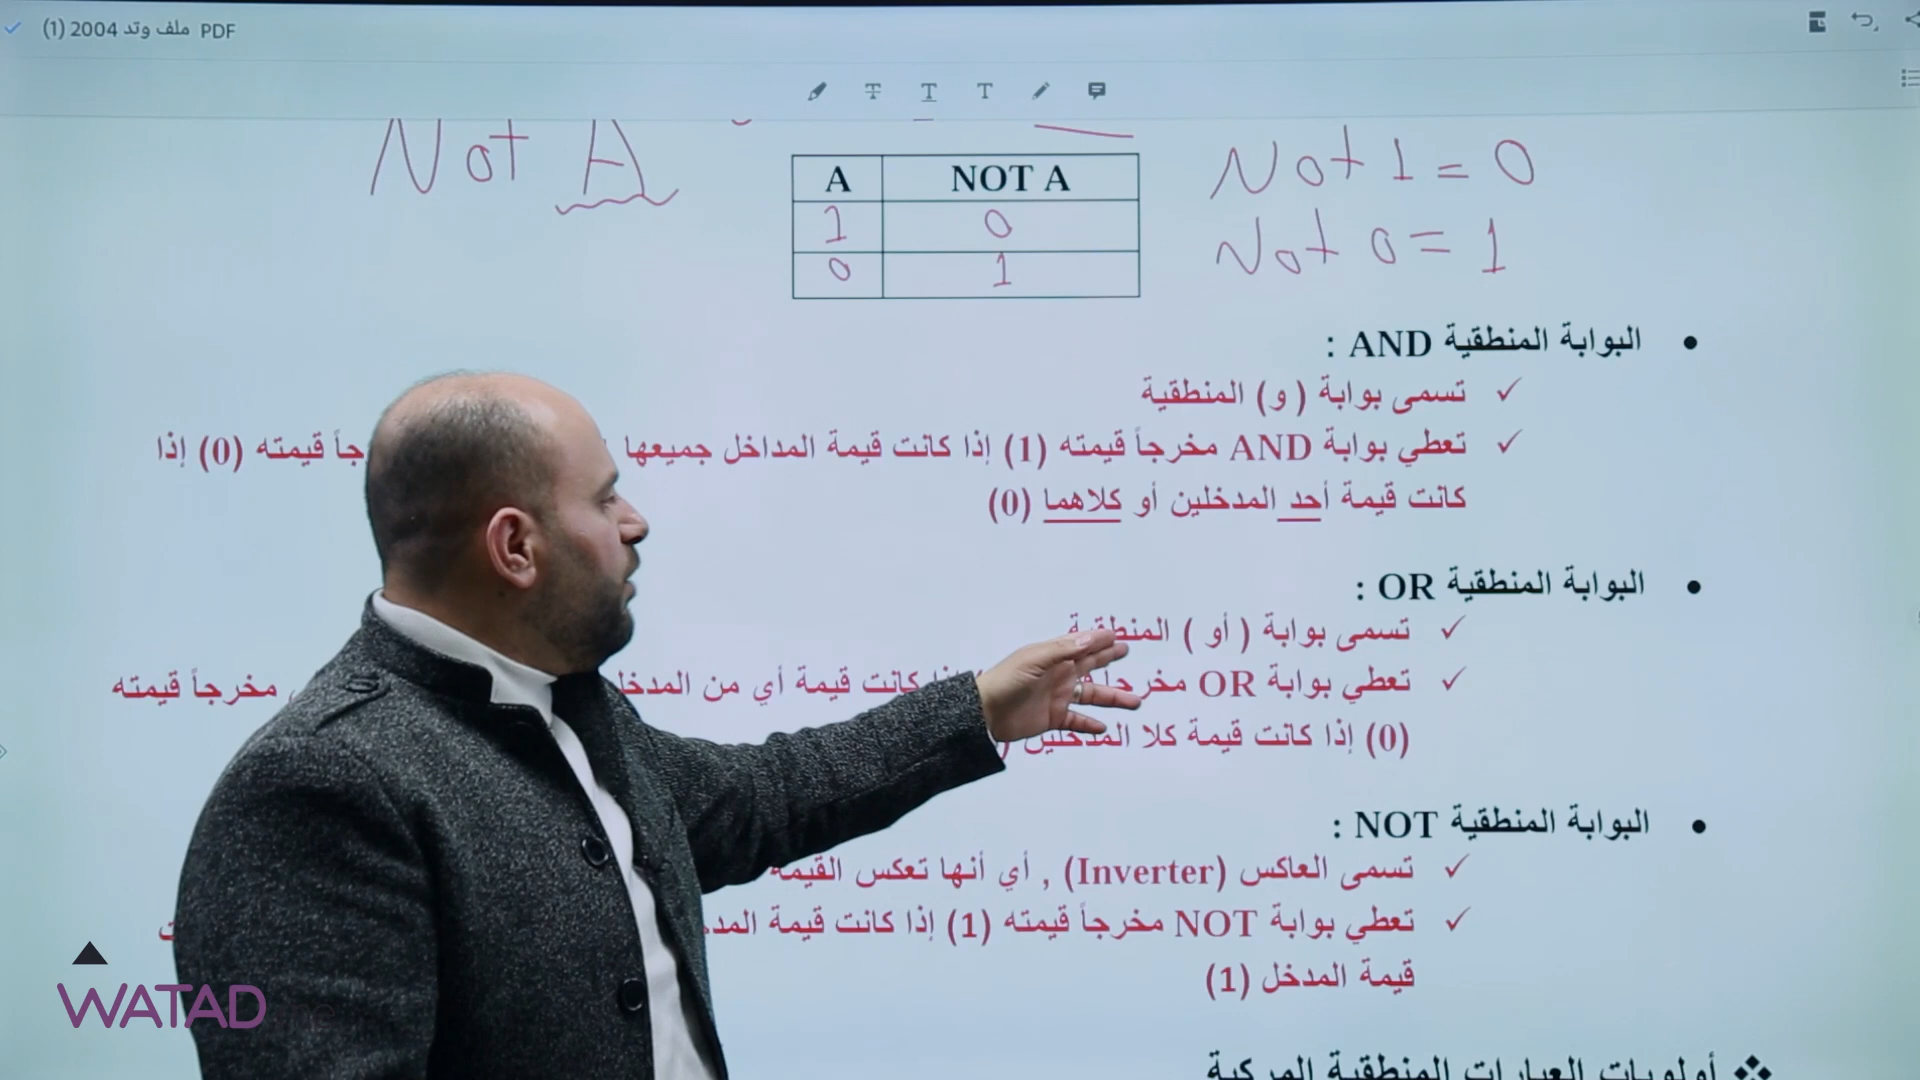 PDF ملف وتد 2004 (1)
Not A
A NOT A
1 0
0 1
Not 1 = 0
Not 0 = 1
• البوابة المنطقية AND :
✓ تسمى بوابة ( و) المنطقية
✓ تعطي بوابة AND مخرجاً قيمته (1) إذا كانت قيمة المداخل جميعها قيمته (0) إذا
كانت قيمة أحد المدخلين أو كلاهما (0)
• البوابة المنطقية OR :
✓ تسمى بوابة ( أو ) المنطقية
✓ تعطي بوابة OR كانت قيمة أي من مخرجاً قيمته
(0) إذا كانت قيمة كلا المدخلين
• البوابة المنطقية NOT :
✓ تسمى العاكس (Inverter) , أي أنها تعكس القيمة
✓ تعطي بوابة NOT مخرجاً قيمته (1) إذا كانت قيمة
قيمة المدخل (1)
❖ أولويات العبارات المنطقية المركبة
WATAD